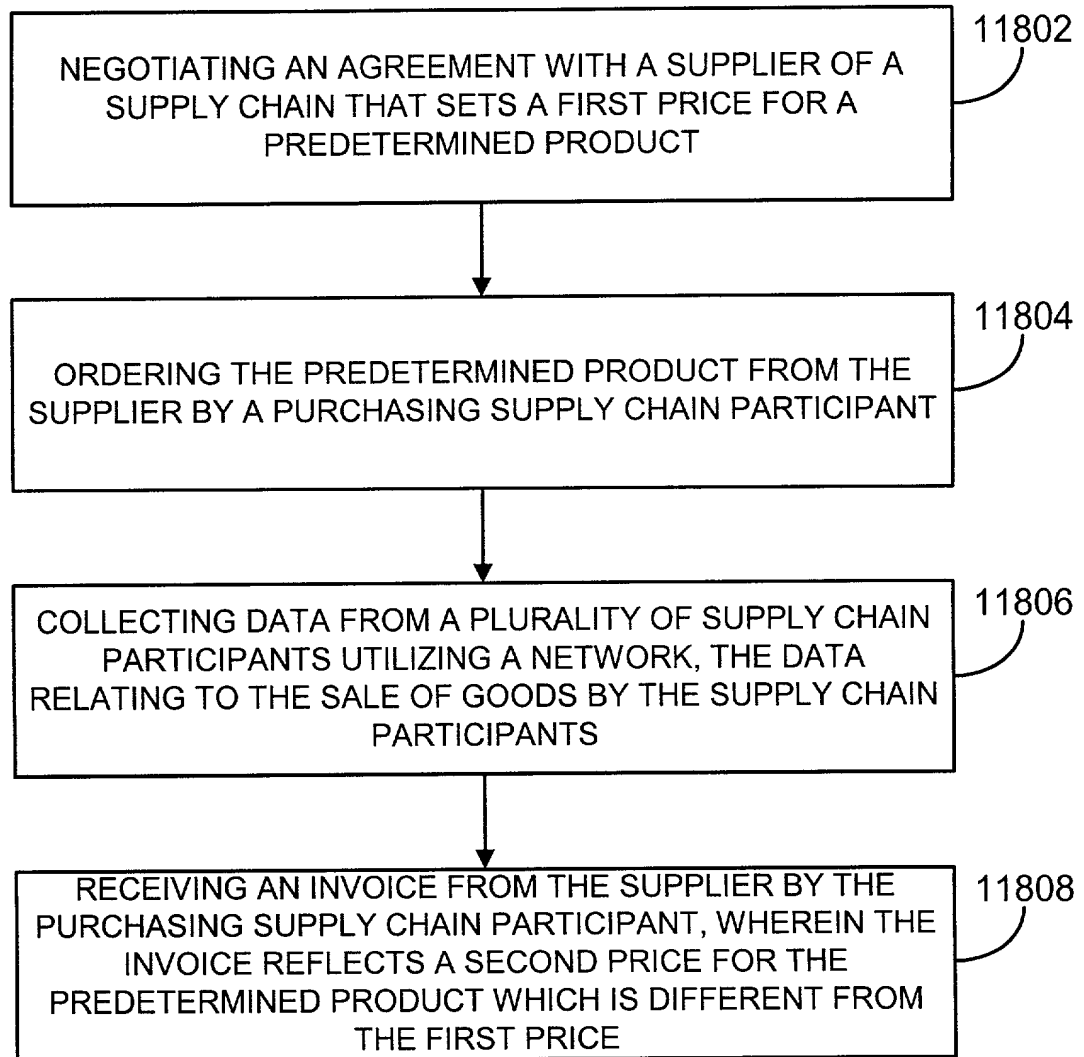 11802
NEGOTIATING AN AGREEMENT WITH A SUPPLIER OF A
SUPPLY CHAIN THAT SETS A FIRST PRICE FOR A
PREDETERMINED PRODUCT
11804
ORDERING THE PREDETERMINED PRODUCT FROM THE
SUPPLIER BY A PURCHASING SUPPLY CHAIN PARTICIPANT
11806
COLLECTING DATA FROM A PLURALITY OF SUPPLY CHAIN
PARTICIPANTS UTILIZING A NETWORK, THE DATA
RELATING TO THE SALE OF GOODS BY THE SUPPLY CHAIN
PARTICIPANTS
11808
RECEIVING AN INVOICE FROM THE SUPPLIER BY THE
PURCHASING SUPPLY CHAIN PARTICIPANT, WHEREIN THE
INVOICE REFLECTS A SECOND PRICE FOR THE
PREDETERMINED PRODUCT WHICH IS DIFFERENT FROM
THE FIRST PRICE